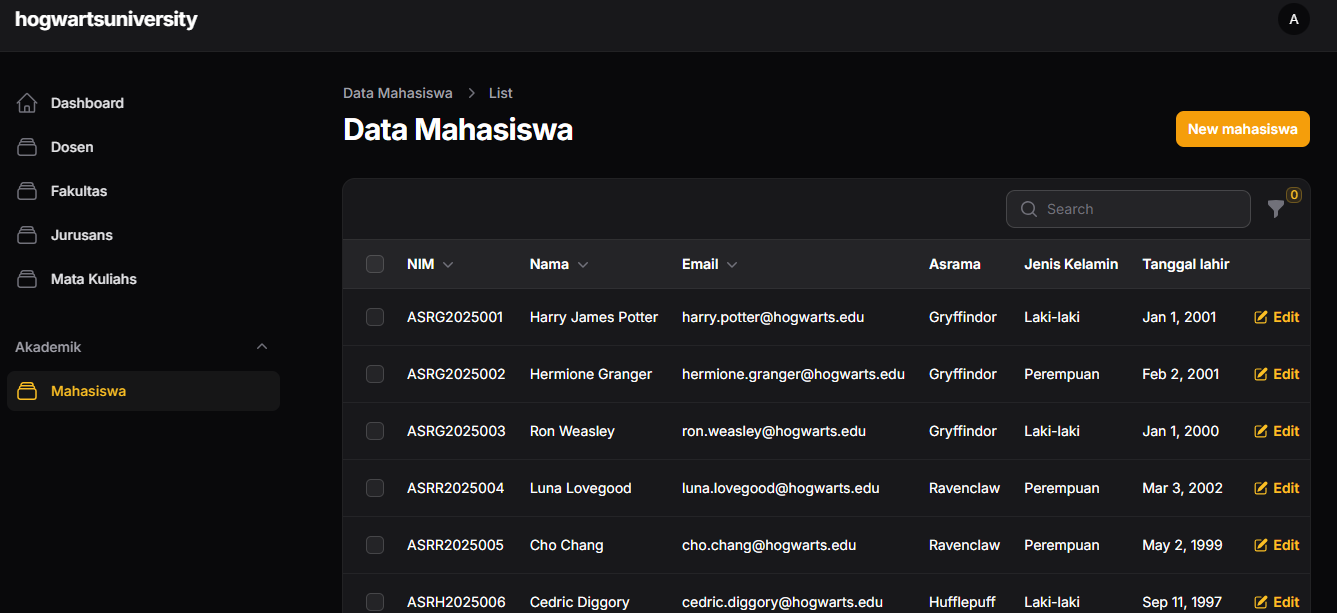 hogwartsuniversity
A
Dashboard
Dosen
Fakultas
Jurusans
Mata Kuliahs
Akademik
Mahasiswa
Data Mahasiswa > List
Data Mahasiswa
New mahasiswa
Search
0
NIM Nama Email Asrama Jenis Kelamin Tanggal lahir
ASRG2025001 Harry James Potter harry.potter@hogwarts.edu Gryffindor Laki-laki Jan 1, 2001 Edit
ASRG2025002 Hermione Granger hermione.granger@hogwarts.edu Gryffindor Perempuan Feb 2, 2001 Edit
ASRG2025003 Ron Weasley ron.weasley@hogwarts.edu Gryffindor Laki-laki Jan 1, 2000 Edit
ASRR2025004 Luna Lovegood luna.lovegood@hogwarts.edu Ravenclaw Perempuan Mar 3, 2002 Edit
ASRR2025005 Cho Chang cho.chang@hogwarts.edu Ravenclaw Perempuan May 2, 1999 Edit
ASRH2025006 Cedric Diggory cedric.diggory@hogwarts.edu Hufflepuff Laki-laki Sep 11, 1997 Edit